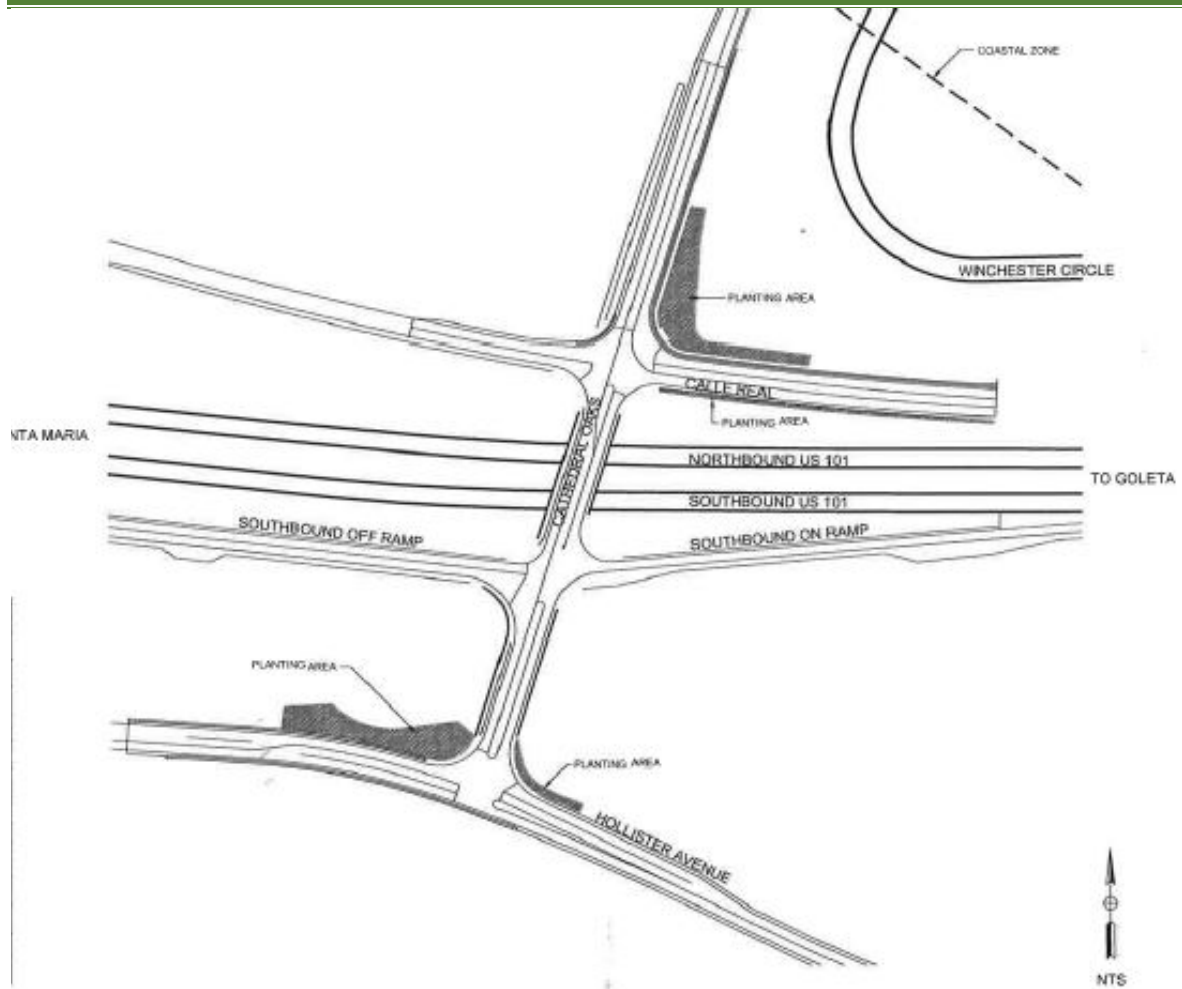 COASTAL ZONE
WINCHESTER CIRCLE
PLANTING AREA
CALLE REAL
PLANTING AREA
CATHEDRAL OAKS
NTA MARIA
NORTHBOUND US 101
TO GOLETA
SOUTHBOUND US 101
SOUTHBOUND OFF RAMP
SOUTHBOUND ON RAMP
PLANTING AREA
PLANTING AREA
HOLLISTER AVENUE
NTS